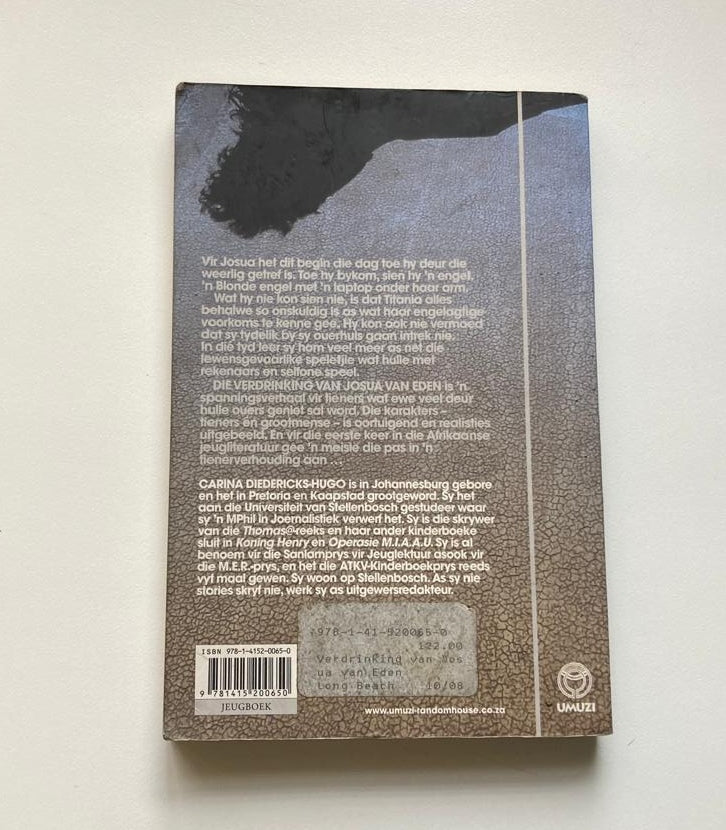 Vir Josua het dit begin die dag toe hy deur die
weerlig getref is. Toe hy bykom, sien hy 'n engel.
'n Blonde engel met 'n laptop onder haar arm.
Wat hy nie kon sien nie, is dat Titania alles
behalwe so onskuldig is as wat haar engelagtige
voorkoms te kenne gee. Hy kon ook nie vermoed
dat sy tydelik by sy ouerhuis gaan intrek nie.
In die tyd leer sy hom veel meer as net die
lewensgevaarlike speletjie wat hulle met
rekenaars en selfone speel.
DIE VERDRINKING VAN JOSUA VAN EDEN is 'n
spanningsverhaal vir tieners wat ewe veel deur
hulle ouers geniet sal word. Die karakters –
tieners én grootmense – is oortuigend en realisties
uitgebeeld. En vir die eerste keer in die Afrikaanse
jeugliteratuur gee 'n meisie die pas in 'n
tienerverhouding aan ...
CARINA DIEDERICKS-HUGO is in Johannesburg gebore
en het in Pretoria en Kaapstad grootgeword. Sy het
aan die Universiteit van Stellenbosch gestudeer waar
sy 'n MPhil in Joernalistiek verwerf het. Sy is die skrywer
van die Thomas@-reeks en haar ander kinderboeke
sluit in Koning Henry en Operasie M.I.A.A.U. Sy is al
benoem vir die Sanlamprys vir Jeuglektuur asook vir
die M.E.R.-prys, en het die ATKV-Kinderboekprys reeds
vyf maal gewen. Sy woon op Stellenbosch. As sy nie
stories skryf nie, werk sy as uitgewersredakteur.
978-1-41-520065-0
122.00
Verdrinking van Jos
ua van Eden
Long Beach 10/08
ISBN 978-1-4152-0065-0
9 781415 200650
JEUGBOEK
www.umuzi-randomhouse.co.za
UMUZI